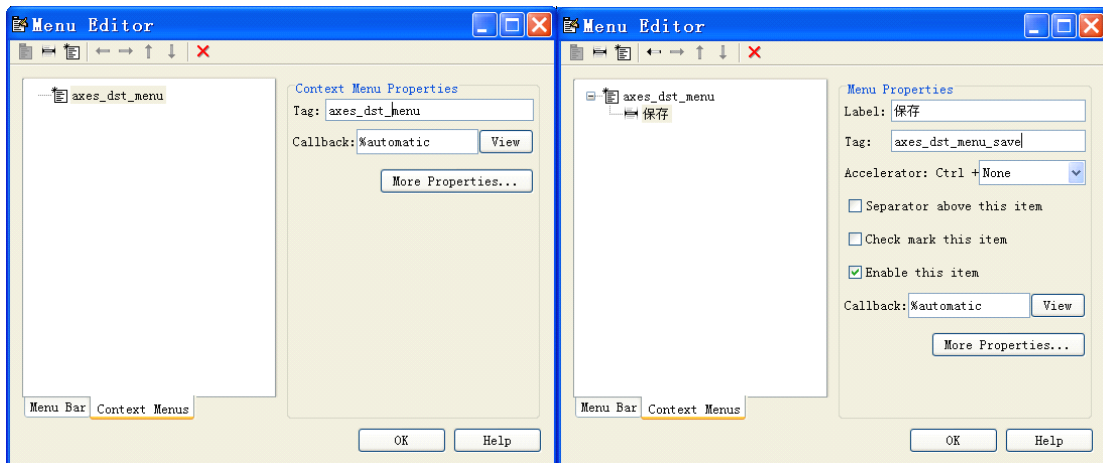 Menu Editor
axes_dst_menu
Context Menu Properties
Tag: axes_dst_menu
Callback: %automatic View
More Properties...
Menu Bar Context Menus
OK Help
Menu Editor
axes_dst_menu
保存
Menu Properties
Label: 保存
Tag: axes_dst_menu_save
Accelerator: Ctrl + None
Separator above this item
Check mark this item
Enable this item
Callback: %automatic View
More Properties...
Menu Bar Context Menus
OK Help